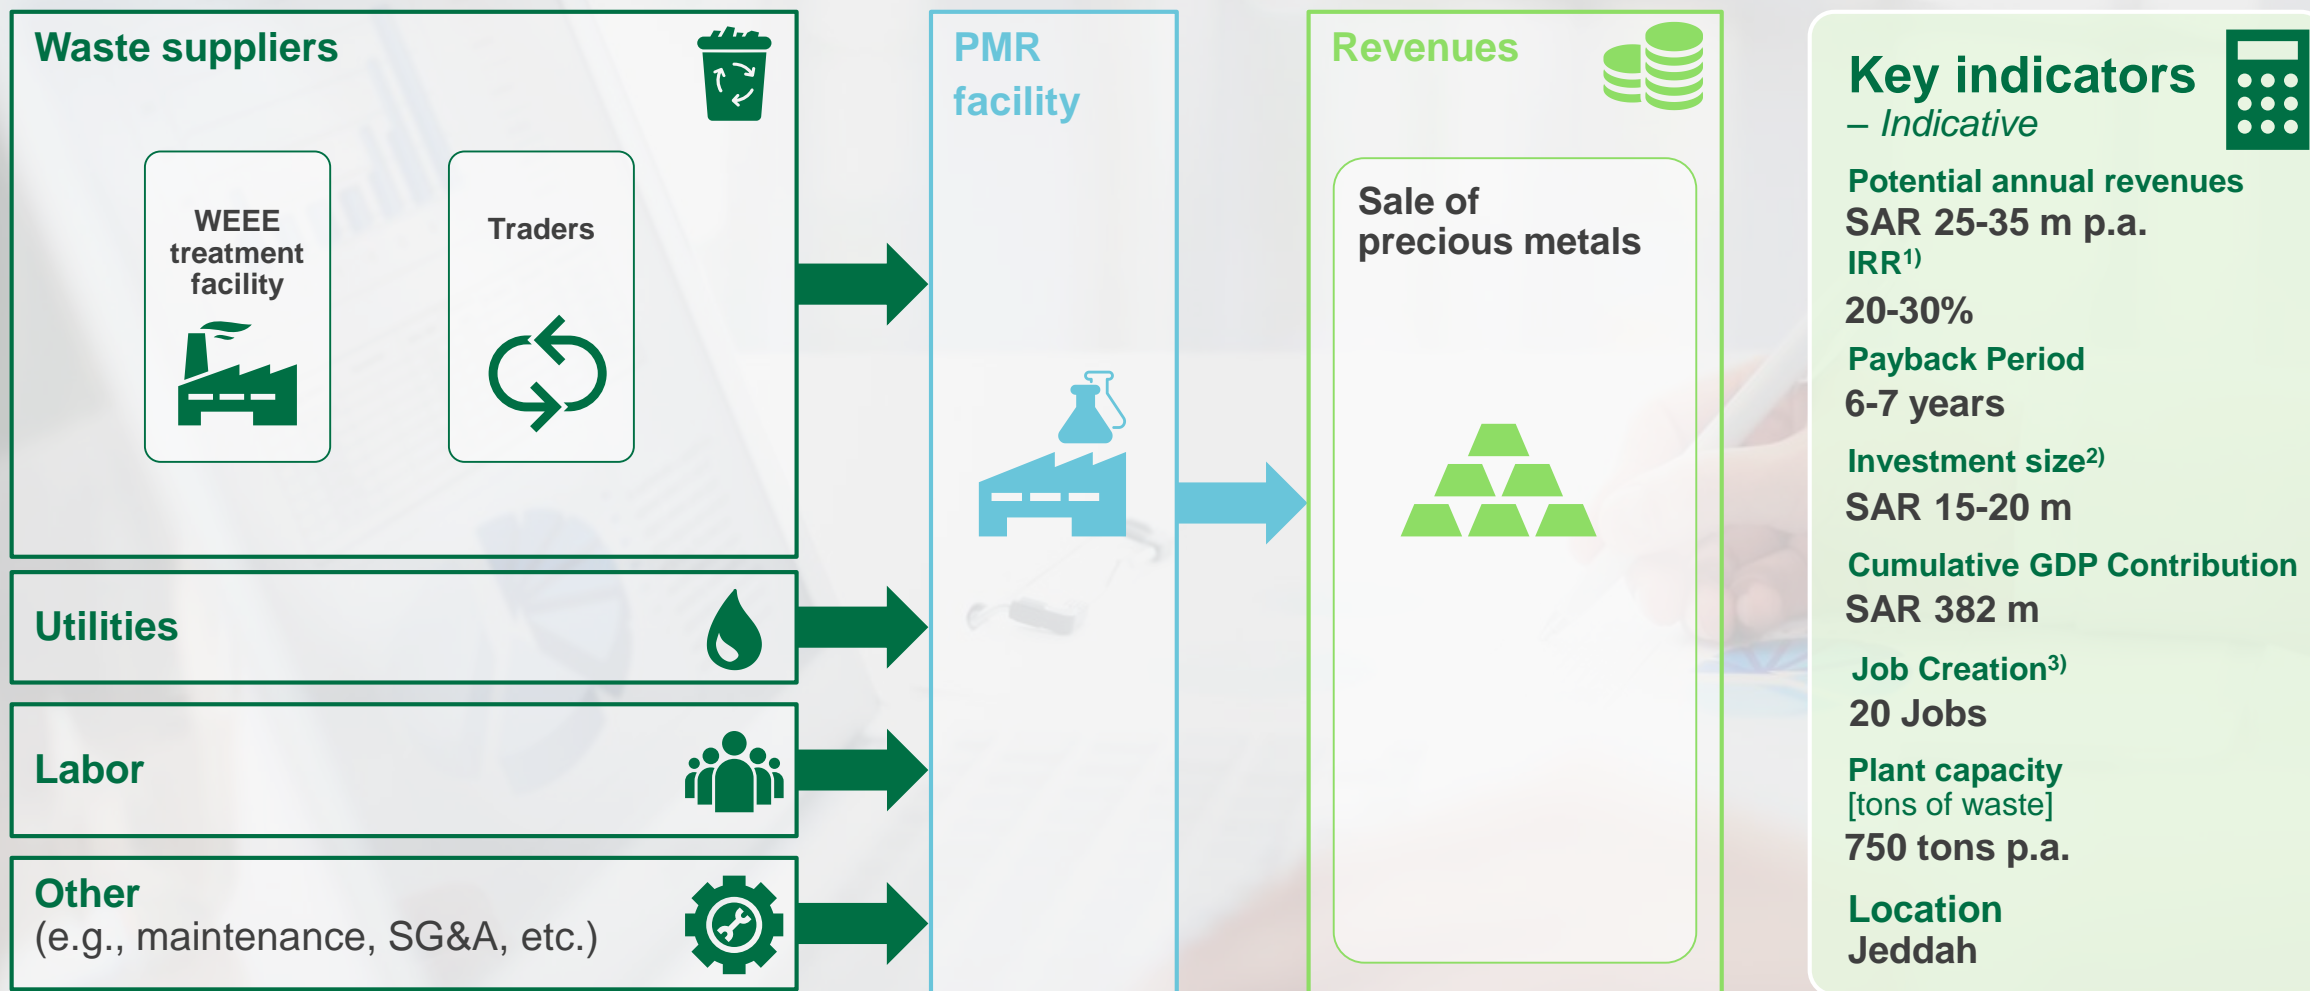 Waste suppliers
WEEE
treatment
facility
Traders
Utilities
Labor
Other
(e.g., maintenance, SG&A, etc.)
PMR
facility
Revenues
Sale of
precious metals
Key indicators
– Indicative
Potential annual revenues
SAR 25-35 m p.a.
IRR1)
20-30%
Payback Period
6-7 years
Investment size2)
SAR 15-20 m
Cumulative GDP Contribution
SAR 382 m
Job Creation3)
20 Jobs
Plant capacity
[tons of waste]
750 tons p.a.
Location
Jeddah